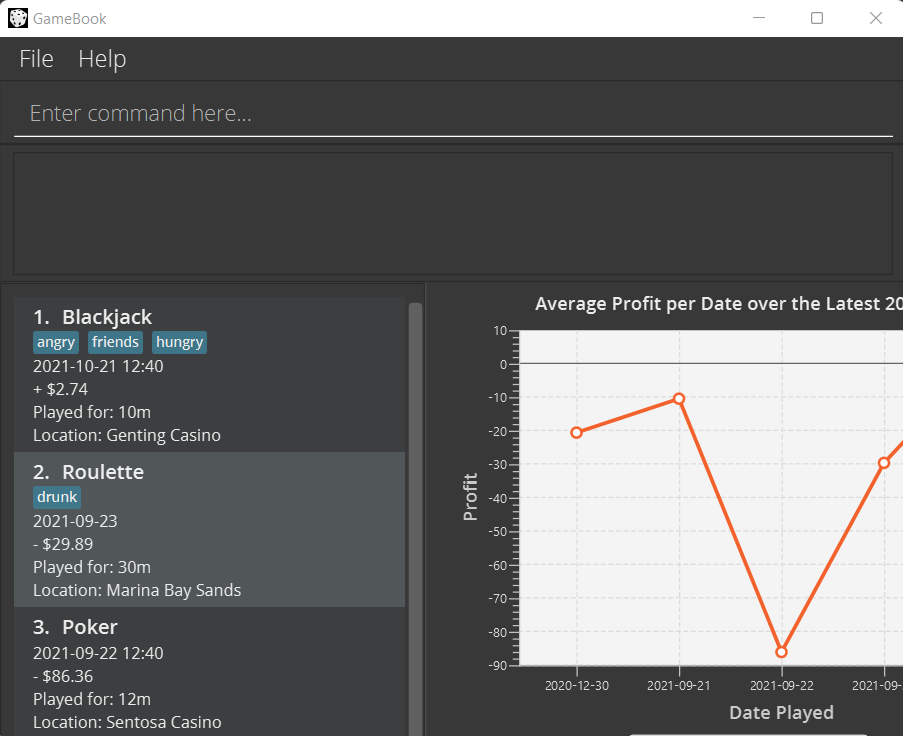 GameBook
File Help
Enter command here...
1. Blackjack
angry friends hungry
2021-10-21 12:40
+ $2.74
Played for: 10m
Location: Genting Casino
2. Roulette
drunk
2021-09-23
- $29.89
Played for: 30m
Location: Marina Bay Sands
3. Poker
2021-09-22 12:40
- $86.36
Played for: 12m
Location: Sentosa Casino
Average Profit per Date over the Latest 20
10
0
-10
-20
-30
-40
-50
-60
-70
-80
-90
Profit
2020-12-30 2021-09-21 2021-09-22 2021-09-
Date Played